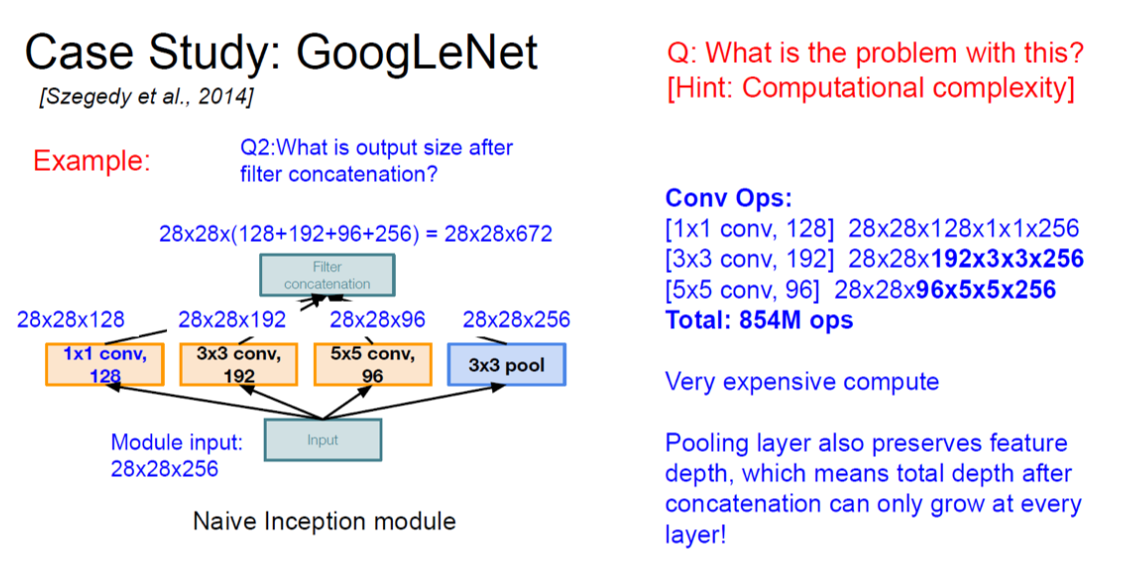 Case Study: GoogLeNet
[Szegedy et al., 2014]
Example:
Q2:What is output size after
filter concatenation?
28x28x(128+192+96+256) = 28x28x672
Filter
concatenation
28x28x128
28x28x192
28x28x96
28x28x256
1x1 conv,
128
3x3 conv,
192
5x5 conv,
96
3x3 pool
Module input:
28x28x256
Input
Naive Inception module
Q: What is the problem with this?
[Hint: Computational complexity]
Conv Ops:
[1x1 conv, 128] 28x28x128x1x1x256
[3x3 conv, 192] 28x28x192x3x3x256
[5x5 conv, 96] 28x28x96x5x5x256
Total: 854M ops
Very expensive compute
Pooling layer also preserves feature
depth, which means total depth after
concatenation can only grow at every
layer!